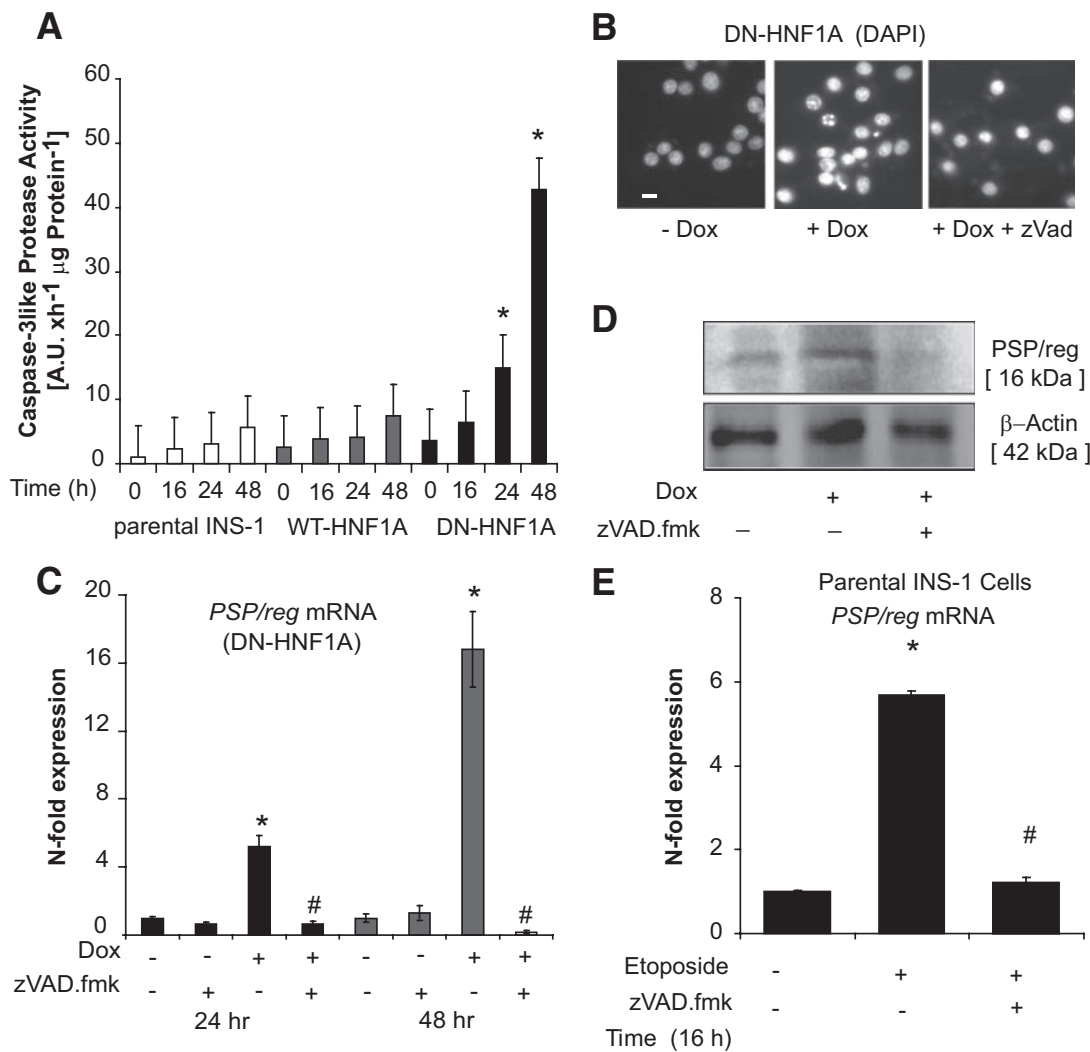 A
Caspase-3like Protease Activity
[A.U. xh-1 μg Protein-1]
60
50
40
30
20
10
0
*
*
Time (h) 0 16 24 48 0 16 24 48 0 16 24 48
parental INS-1 WT-HNF1A DN-HNF1A
B
DN-HNF1A (DAPI)
- Dox + Dox + Dox + zVad
D
PSP/reg
[ 16 kDa ]
β–Actin
[ 42 kDa ]
Dox + +
zVAD.fmk – – +
C
PSP/reg mRNA
(DN-HNF1A)
N-fold expression
20
16
12
8
4
0
*
#
*
#
Dox - - + + - - + +
zVAD.fmk - + - + - + - +
24 hr 48 hr
E
Parental INS-1 Cells
PSP/reg mRNA
N-fold expression
8
6
4
2
0
*
#
Etoposide - + +
zVAD.fmk - - +
Time (16 h)